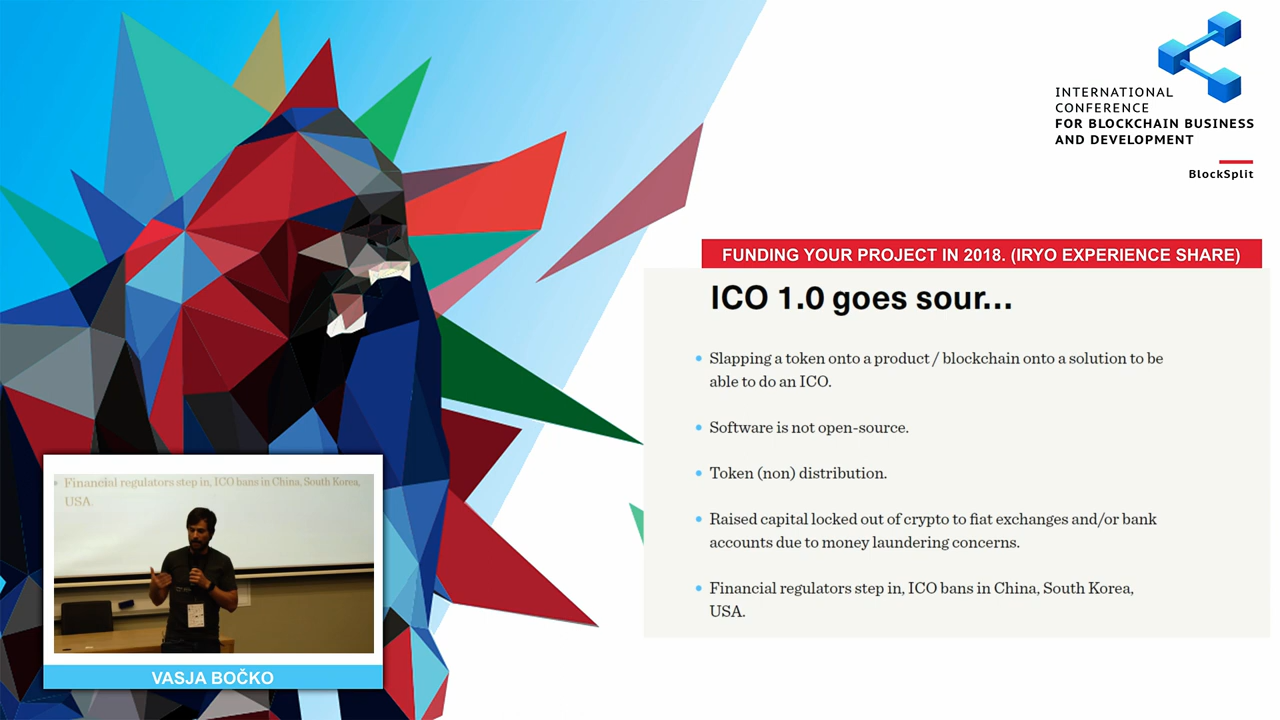 INTERNATIONAL
CONFERENCE
FOR BLOCKCHAIN BUSINESS
AND DEVELOPMENT
BlockSplit
FUNDING YOUR PROJECT IN 2018. (IRYO EXPERIENCE SHARE)
ICO 1.0 goes sour...
• Slapping a token onto a product / blockchain onto a solution to be
able to do an ICO.
• Software is not open-source.
• Token (non) distribution.
• Raised capital locked out of crypto to fiat exchanges and/or bank
accounts due to money laundering concerns.
• Financial regulators step in, ICO bans in China, South Korea,
USA.
• Financial regulators step in, ICO bans in China, South Korea,
USA.
VASJA BOČKO